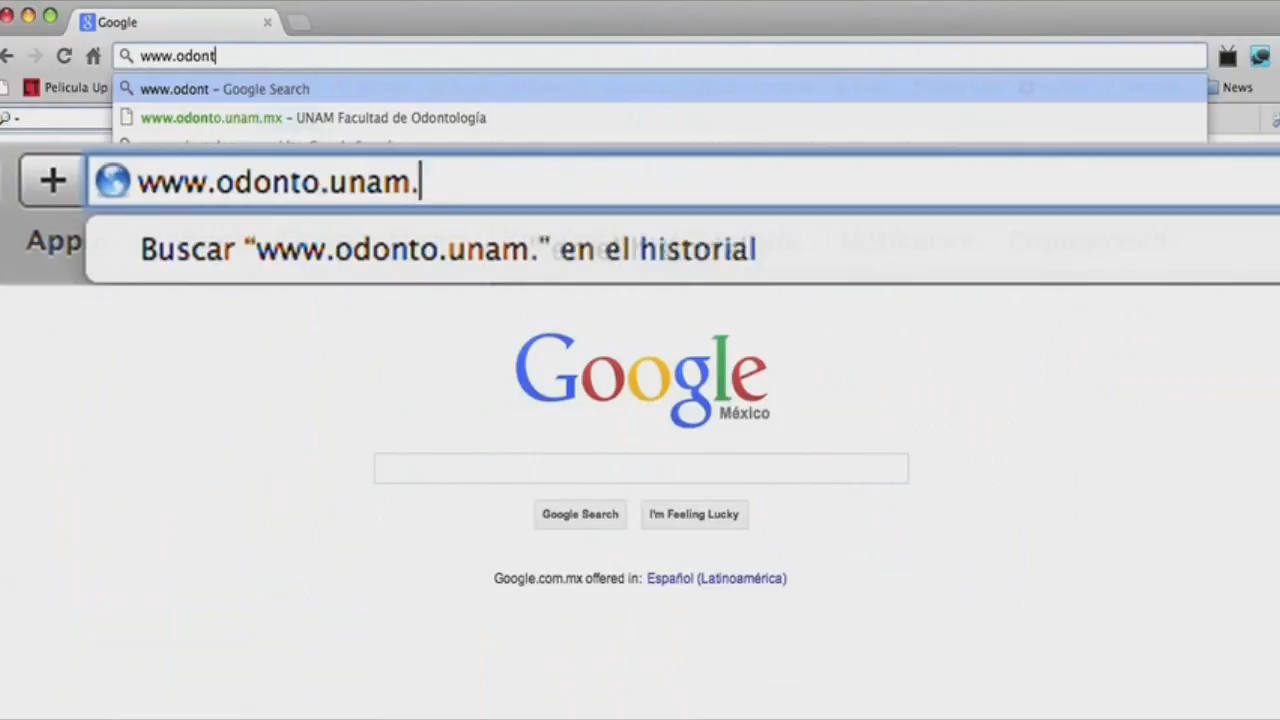 Google
www.odont
Pelicula Up
News
www.odont – Google Search
www.odonto.unam.mx – UNAM Facultad de Odontología
www.odonto.unam.
App
Buscar "www.odonto.unam." en el historial
Google
México
Google Search
I'm Feeling Lucky
Google.com.mx offered in: Español (Latinoamérica)